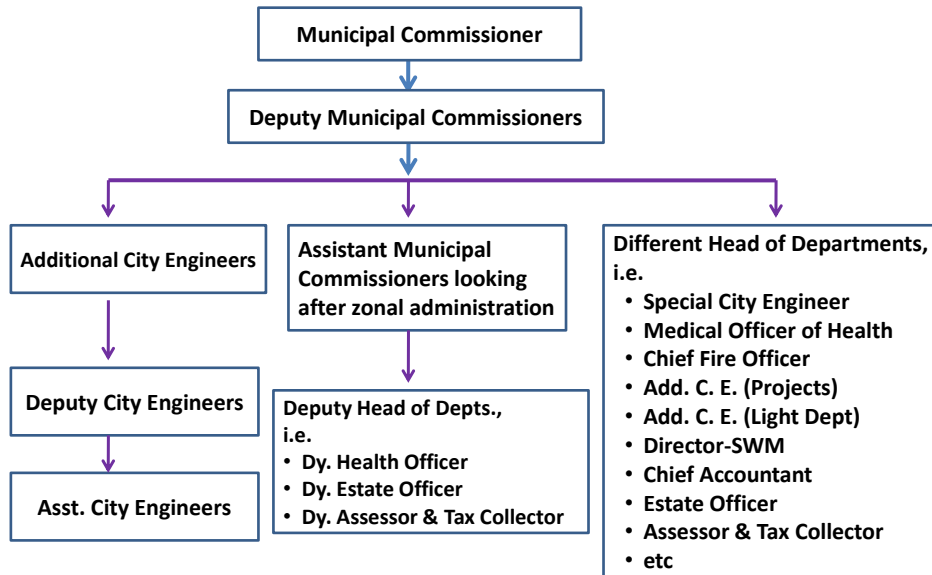 Municipal Commissioner
Deputy Municipal Commissioners
Additional City Engineers
Deputy City Engineers
Asst. City Engineers
Assistant Municipal
Commissioners looking
after zonal administration
Deputy Head of Depts.,
i.e.
• Dy. Health Officer
• Dy. Estate Officer
• Dy. Assessor & Tax Collector
Different Head of Departments,
i.e.
• Special City Engineer
• Medical Officer of Health
• Chief Fire Officer
• Add. C. E. (Projects)
• Add. C. E. (Light Dept)
• Director-SWM
• Chief Accountant
• Estate Officer
• Assessor & Tax Collector
• etc